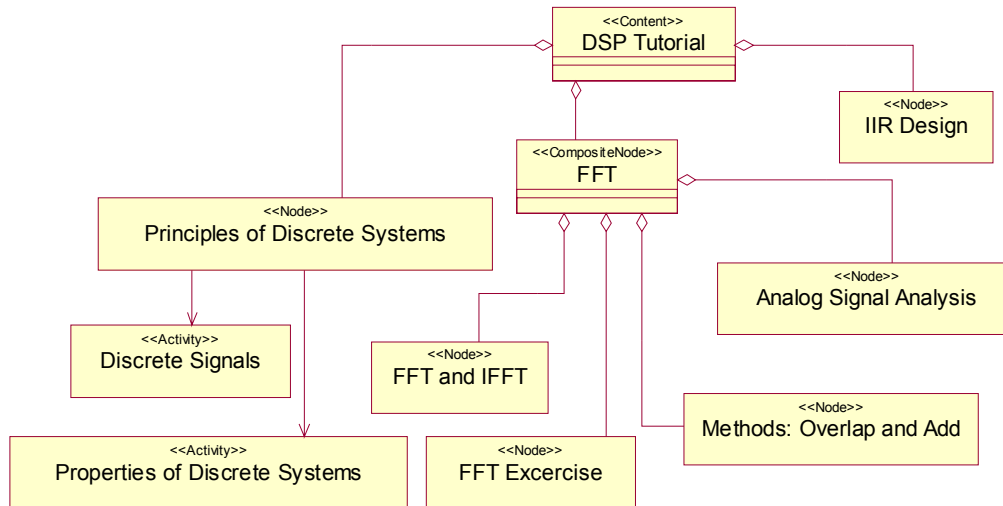 <<Content>>
DSP Tutorial
<<Node>>
IIR Design
<<CompositeNode>>
FFT
<<Node>>
Principles of Discrete Systems
<<Node>>
Analog Signal Analysis
<<Activity>>
Discrete Signals
<<Node>>
FFT and IFFT
<<Node>>
Methods: Overlap and Add
<<Activity>>
Properties of Discrete Systems
<<Node>>
FFT Excercise